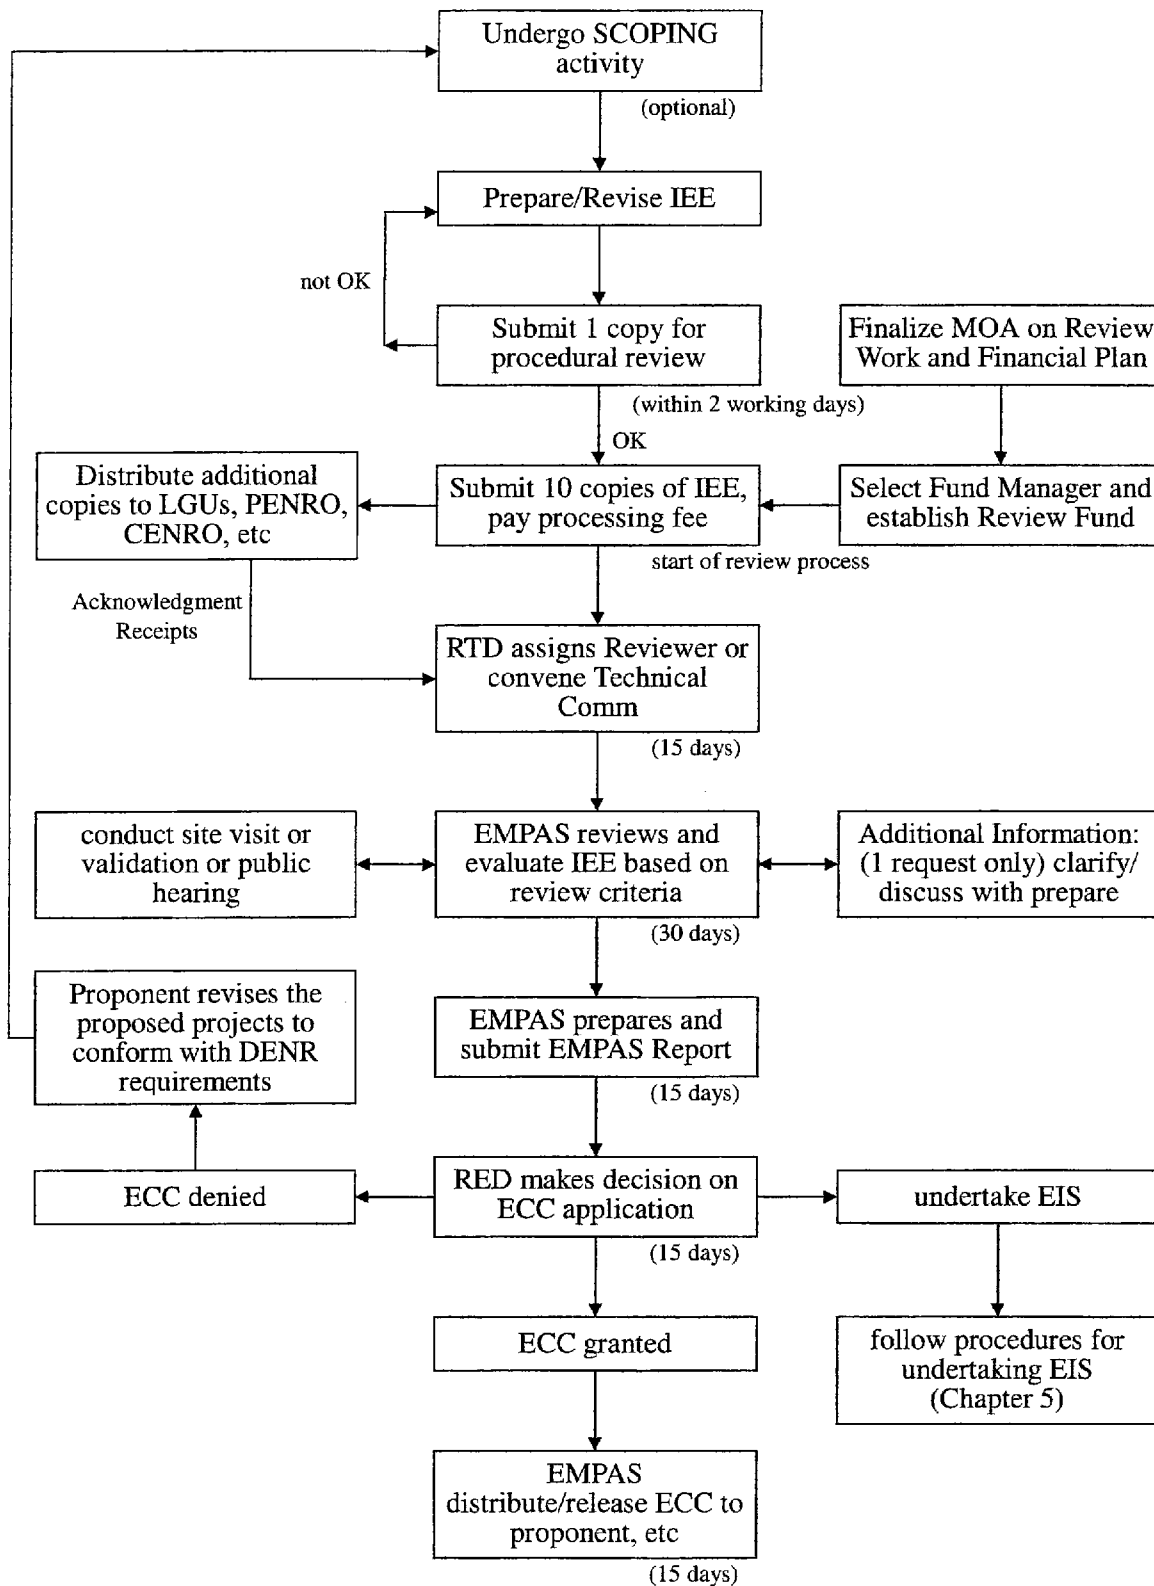 Undergo SCOPING
activity
(optional)
Prepare/Revise IEE
not OK
Submit 1 copy for
procedural review
Finalize MOA on Review
Work and Financial Plan
(within 2 working days)
OK
Distribute additional
copies to LGUs, PENRO,
CENRO, etc
Submit 10 copies of IEE,
pay processing fee
Select Fund Manager and
establish Review Fund
start of review process
Acknowledgment
Receipts
RTD assigns Reviewer or
convene Technical
Comm
(15 days)
conduct site visit or
validation or public
hearing
EMPAS reviews and
evaluate IEE based on
review criteria
Additional Information:
(1 request only) clarify/
discuss with prepare
(30 days)
Proponent revises the
proposed projects to
conform with DENR
requirements
EMPAS prepares and
submit EMPAS Report
(15 days)
ECC denied
RED makes decision on
ECC application
undertake EIS
(15 days)
ECC granted
follow procedures for
undertaking EIS
(Chapter 5)
EMPAS
distribute/release ECC to
proponent, etc
(15 days)